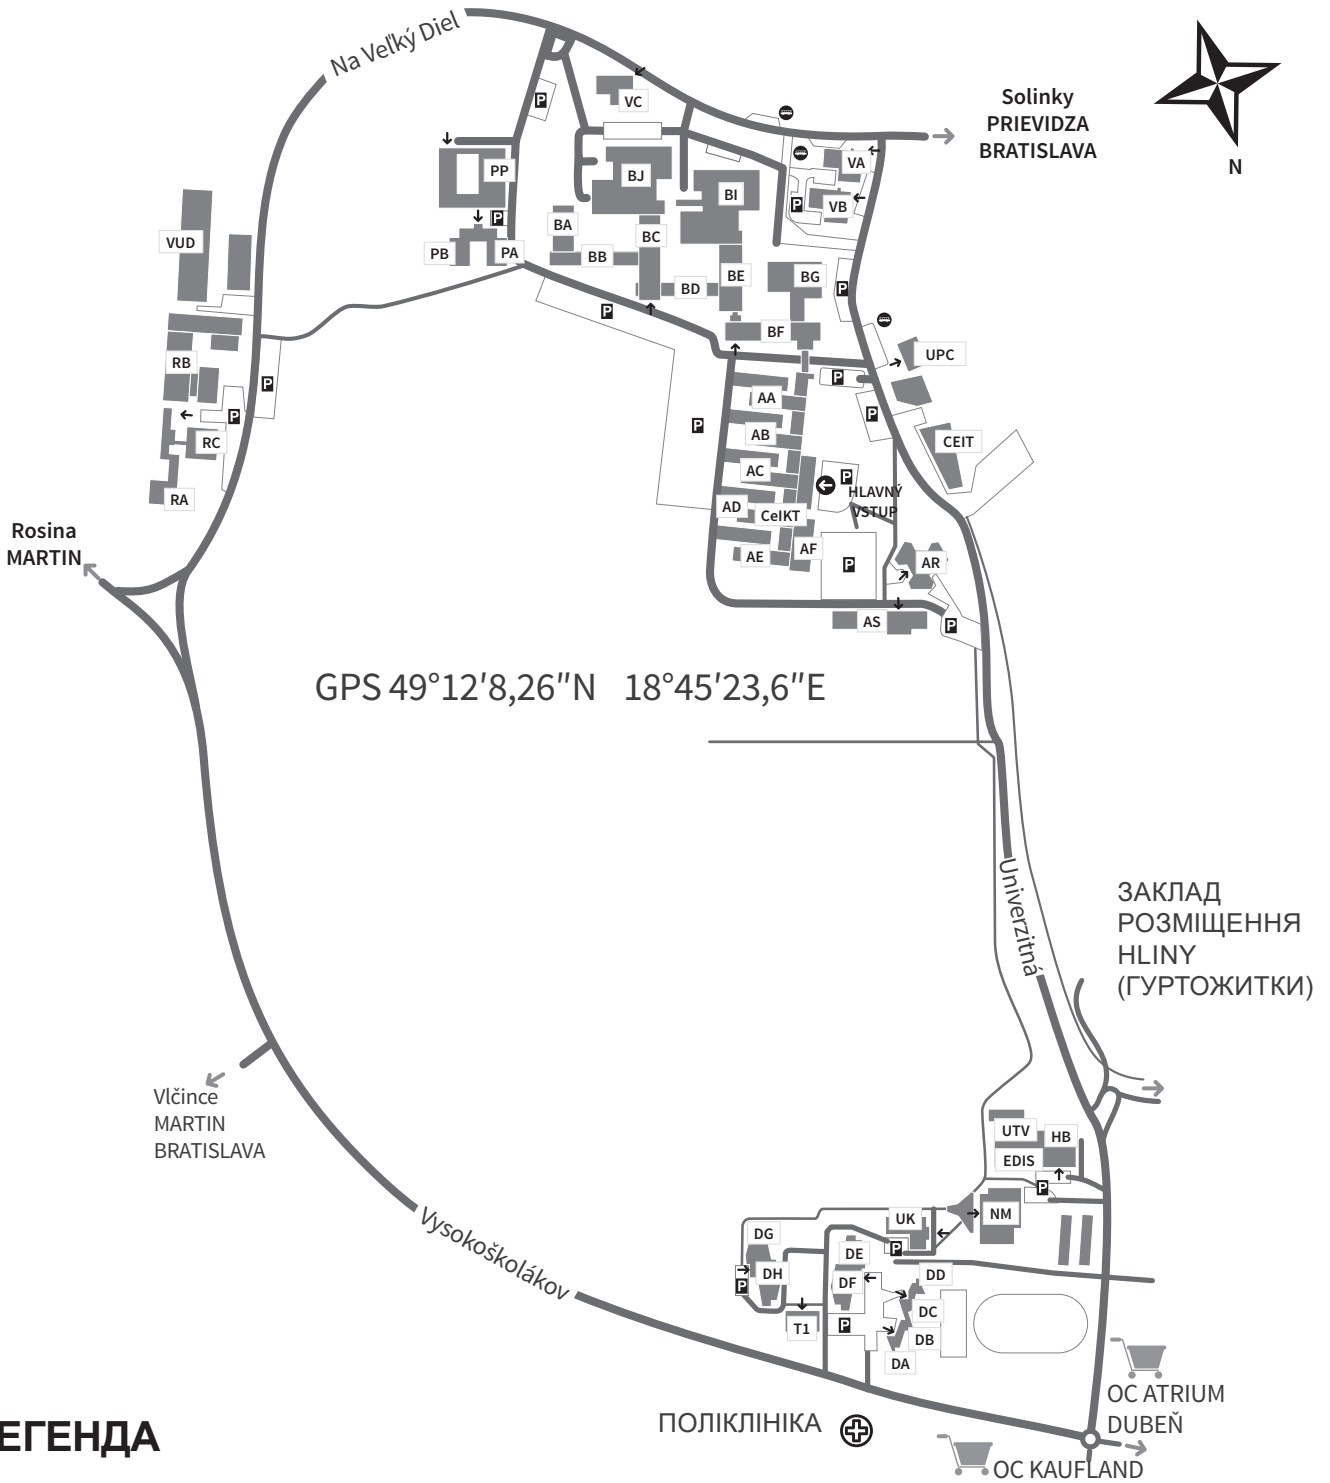 Na Veľký Diel
Solinky
PRIEVIDZA
BRATISLAVA
N
VC
P
VA
PP
BJ
BI
VB
P
BA
BC
P
VUD
PB
PA
BB
BE
BG
BD
P
P
BF
UPC
RB
P
P
AA
P
P
P
AB
CEIT
RC
AC
P
HLAVNÝ
VSTUP
RA
AD
CeIKT
Rosina
MARTIN
AE
AF
P
AR
AS
P
GPS 49°12'8,26"N 18°45'23,6"E
Univerzitná
ЗАКЛАД
РОЗМІЩЕННЯ
HLINY
(ГУРТОЖИТКИ)
Vlčince
MARTIN
BRATISLAVA
UTV
HB
EDIS
P
NM
UK
Vysokoškolákov
DG
DE
P
DH
DF
DD
P
DC
T1
P
DB
DA
OC ATRIUM
DUBEŇ
ПОЛІКЛІНІКА
OC KAUFLAND
ЕГЕНДА